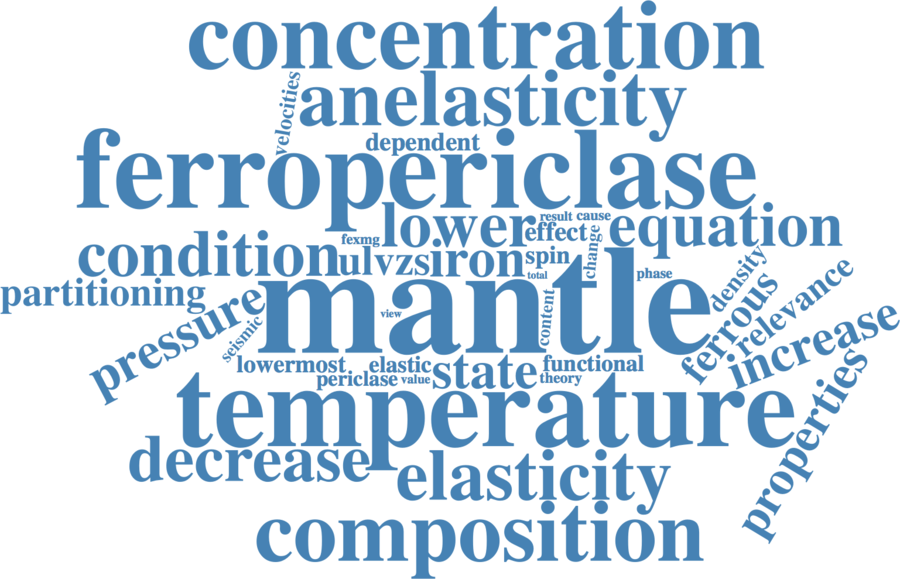 concentration
velocities
anelasticity
dependent
ferropericlase
result cause
lower
effect
equation
fexmg
change
condition
ulvzs
iron
spin
total
phase
partitioning
mantle
density
ferrous
relevance
pressure
view
content
seismic
increase
lowermost
elastic
functional
periclase
value
state
theory
properties
temperature
decrease
elasticity
composition